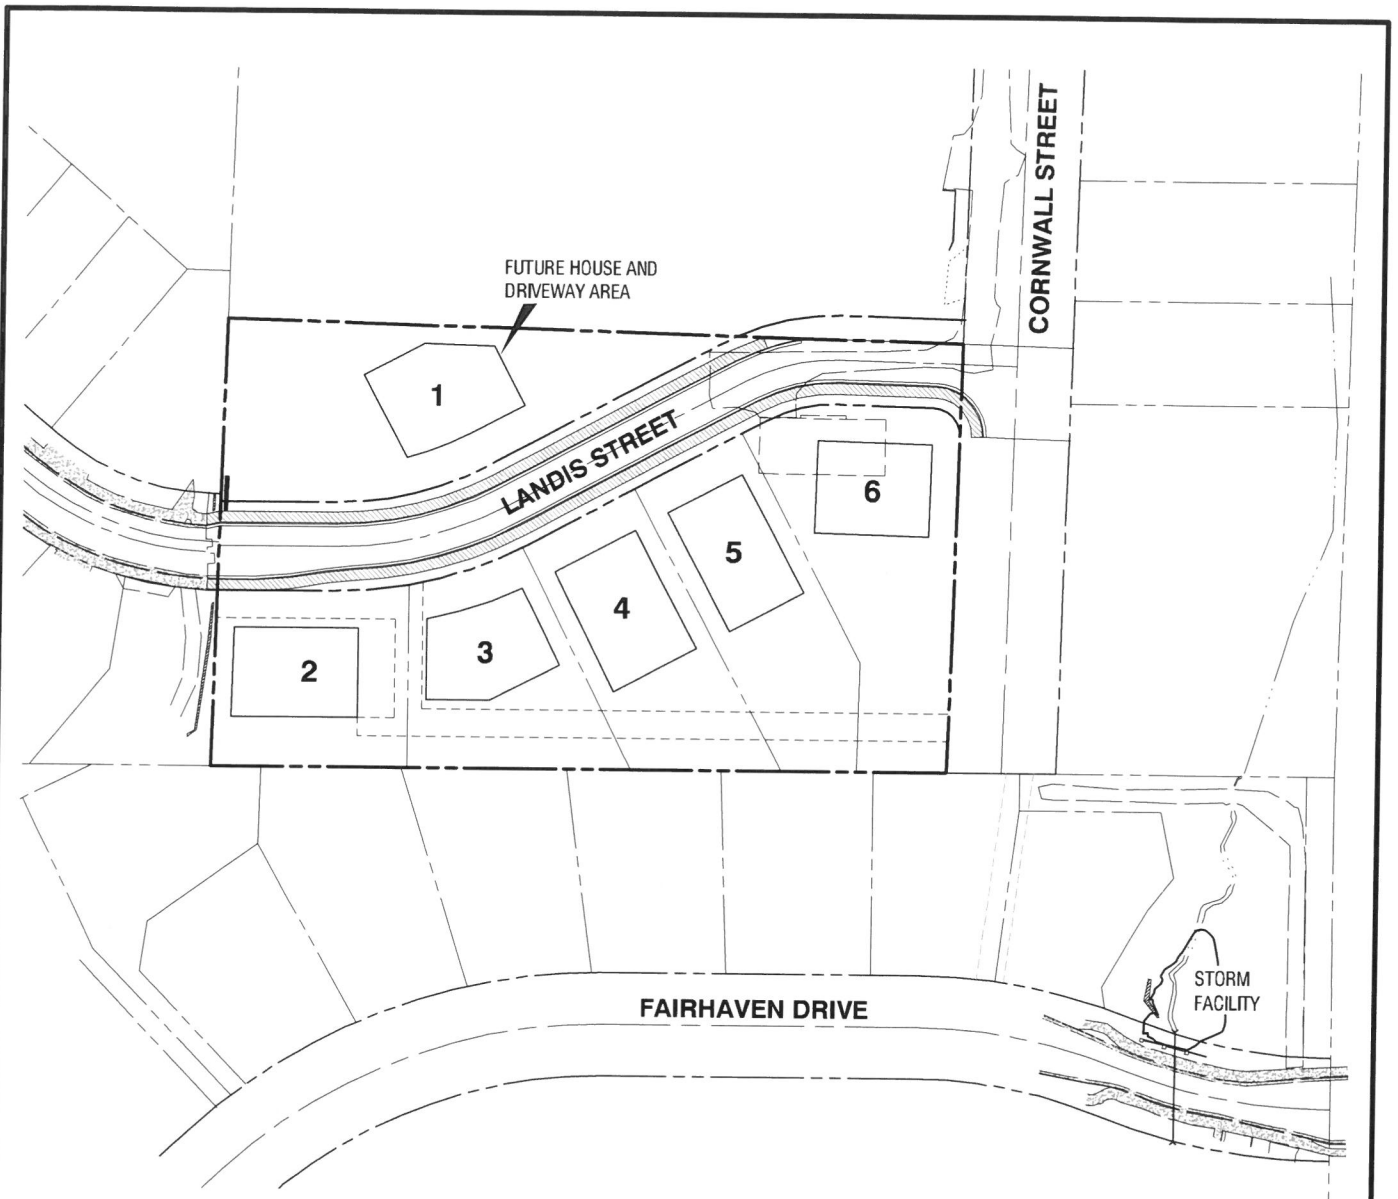 CORNWALL STREET
FUTURE HOUSE AND
DRIVEWAY AREA
1
LANDIS STREET
6
5
4
3
2
STORM
FACILITY
FAIRHAVEN DRIVE